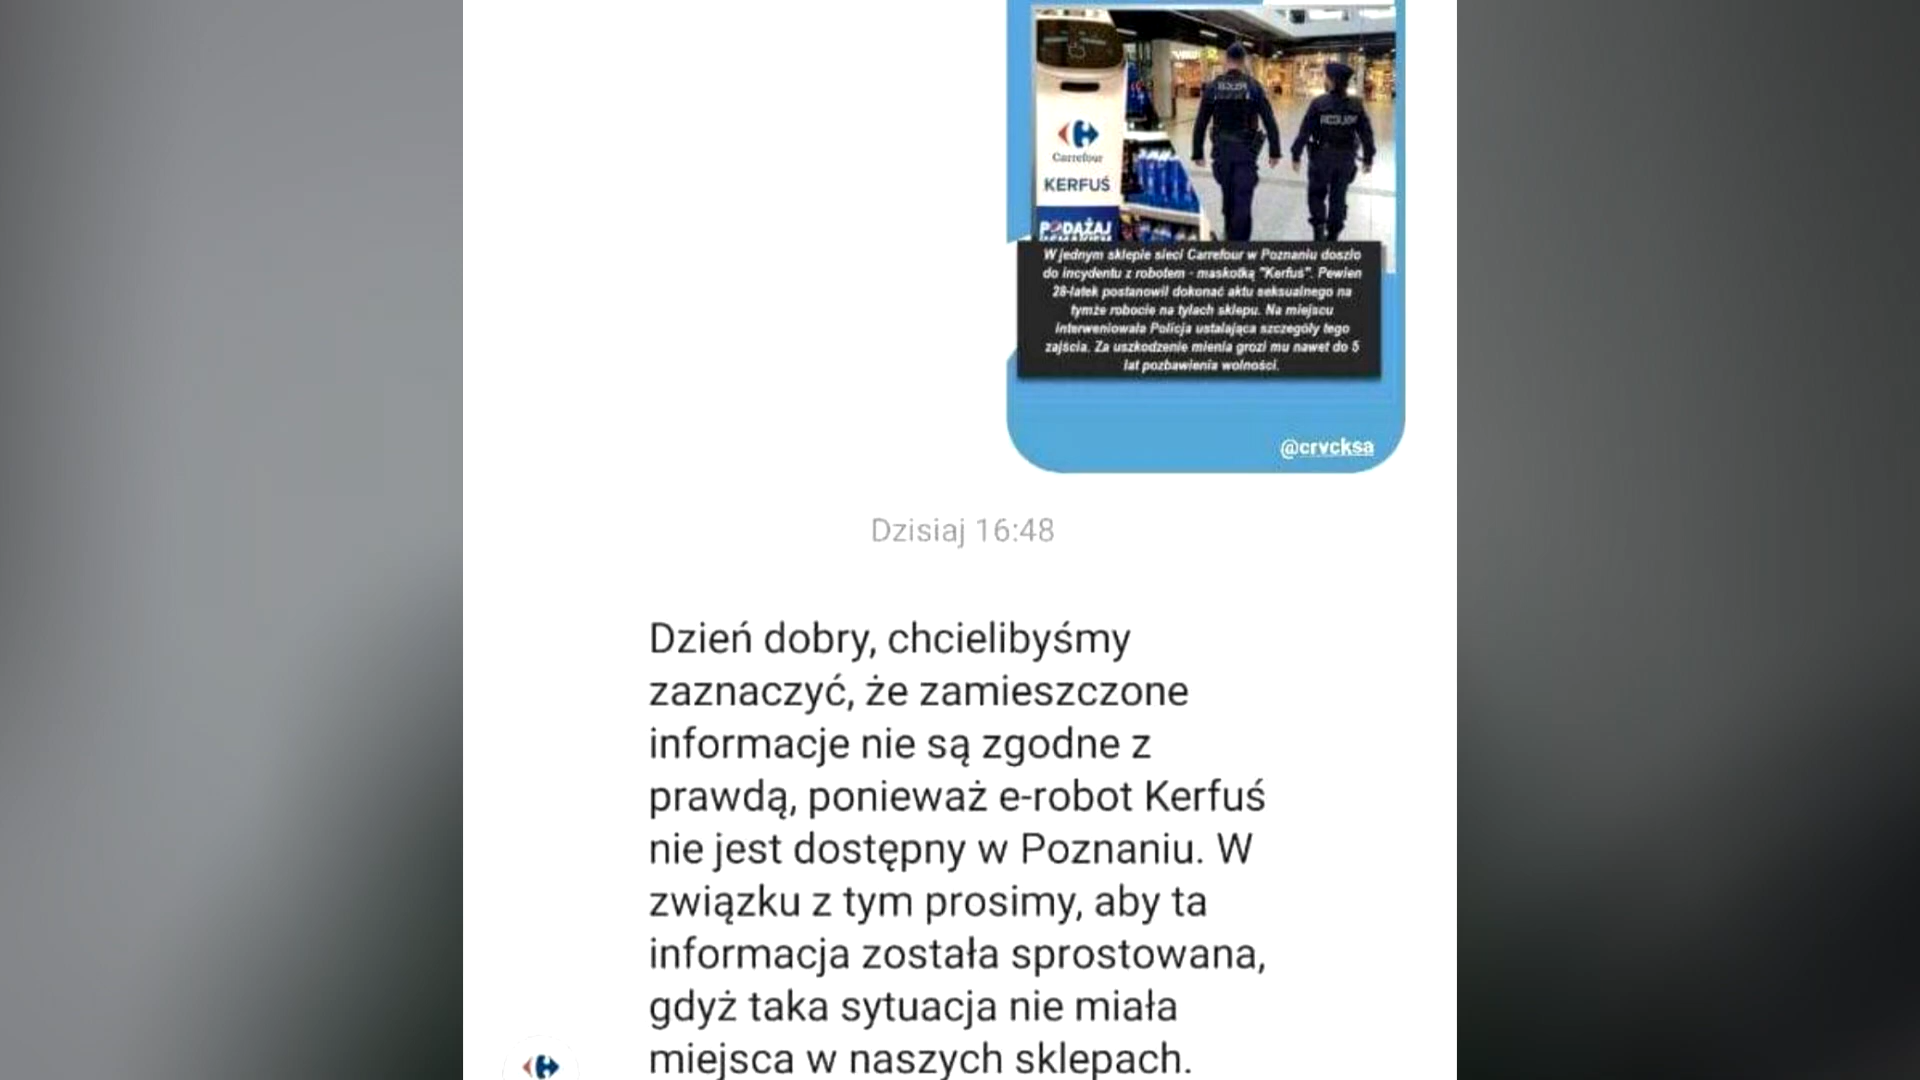 Carrefour
KERFUŚ
PODĄŻAJ
W jednym sklepie sieci Carrefour w Poznaniu doszło
do incydentu z robotem - maskotką "Kerfuś". Pewien
28-latek postanowił dokonać aktu seksualnego na
tymże robocie na tyłach sklepu. Na miejscu
interweniowała Policja ustalająca szczegóły tego
zajścia. Za uszkodzenie mienia grozi mu nawet do 5
lat pozbawienia wolności.
@crvcksa
Dzisiaj 16:48
Dzień dobry, chcielibyśmy
zaznaczyć, że zamieszczone
informacje nie są zgodne z
prawdą, ponieważ e-robot Kerfuś
nie jest dostępny w Poznaniu. W
związku z tym prosimy, aby ta
informacja została sprostowana,
gdyż taka sytuacja nie miała
miejsca w naszych sklepach.